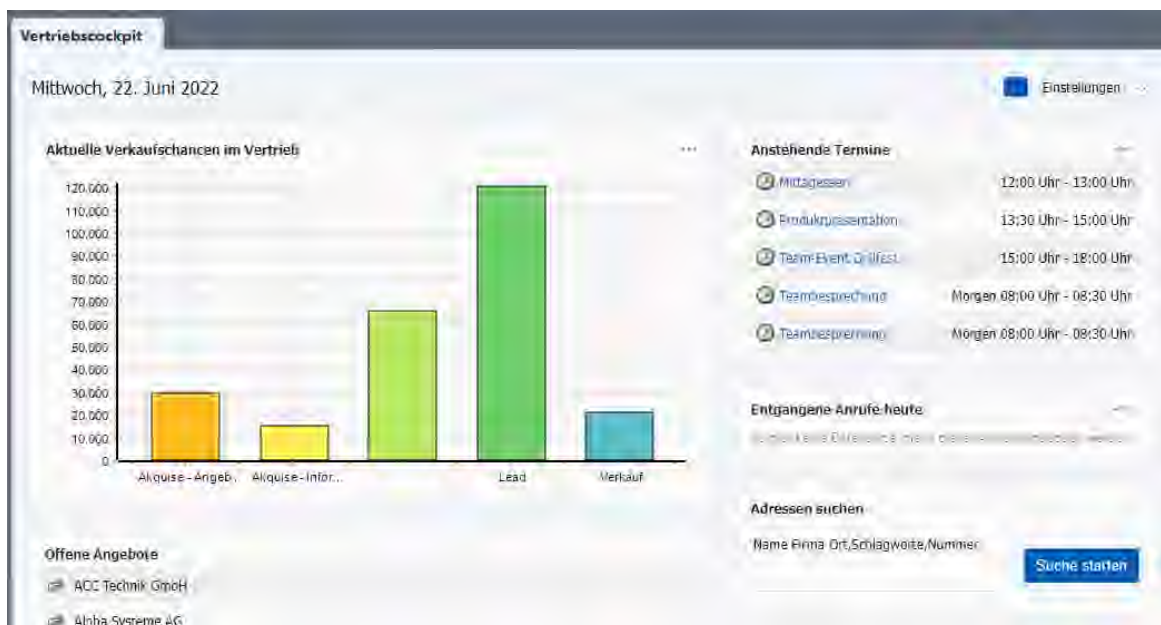 Vertriebscockpit
Mittwoch, 22. Juni 2022
Einstellungen ...
Aktuelle Verkaufschancen im Vertrieb ...
120.000
110.000
100.000
90.000
80.000
70.000
60.000
50.000
40.000
30.000
20.000
10.000
0
Akquise - Angeb... Akquise - Infor... Lead Verkauf
Offene Angebote
ACC Technik GmbH
Alpha Systeme AG
Anstehende Termine ...
Mittagessen 12:00 Uhr - 13:00 Uhr
Produktpräsentation 13:30 Uhr - 15:00 Uhr
Team-Event Grillfest 15:00 Uhr - 18:00 Uhr
Teambesprechung Morgen 08:00 Uhr - 08:30 Uhr
Teambesprechung Morgen 08:00 Uhr - 08:30 Uhr
Entgangene Anrufe heute ...
Adressen suchen
Name Firma Ort,Schlagworte,Nummer
Suche starten